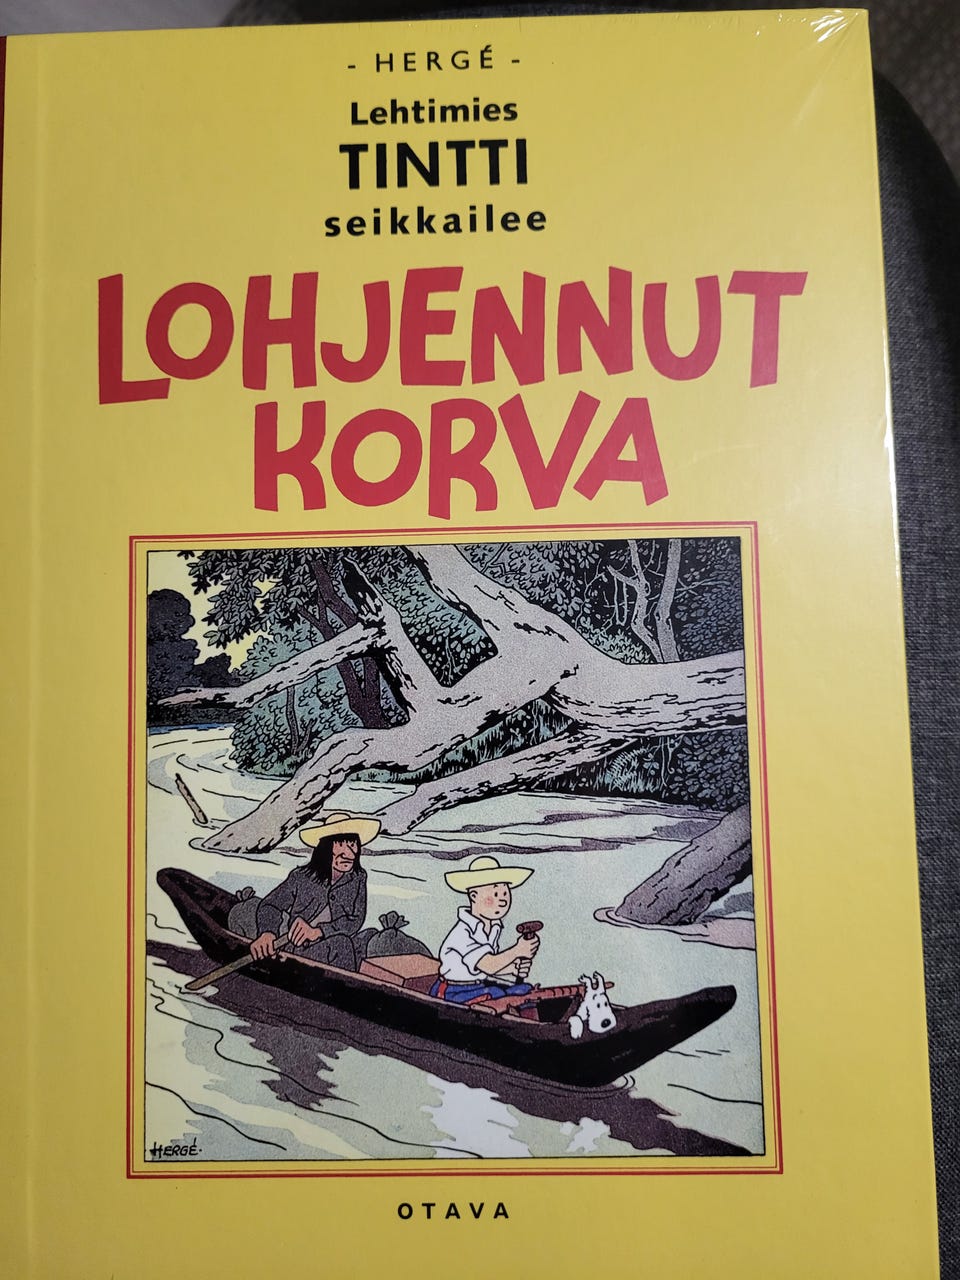 - HERGÉ -
Lehtimies
TINTTI
seikkailee
LOHJENNUT
KORVA
HERGÉ.
OTAVA